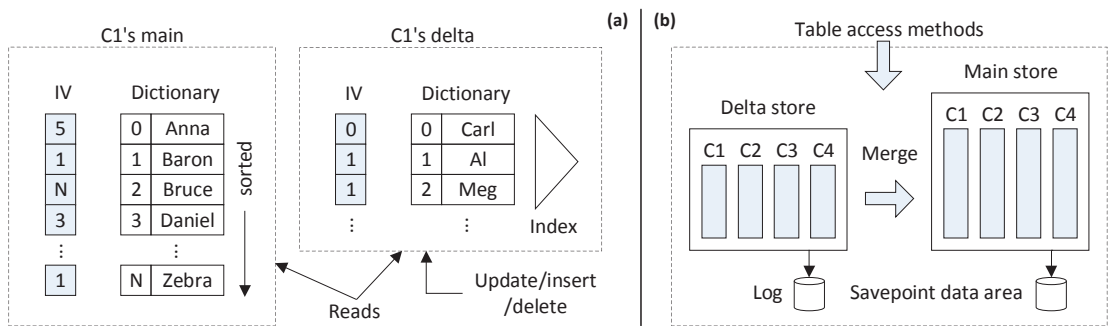 (a)
C1's main
C1's delta
IV
Dictionary
5
1
N
3
⋮
1
0 Anna
1 Baron
2 Bruce
3 Daniel
⋮
N Zebra
sorted
IV
Dictionary
0
1
1
⋮
0 Carl
1 Al
2 Meg
⋮
Index
Reads
Update/insert
/delete
(b)
Table access methods
Delta store
C1 C2 C3 C4
Merge
Main store
C1 C2 C3 C4
Log
Savepoint data area